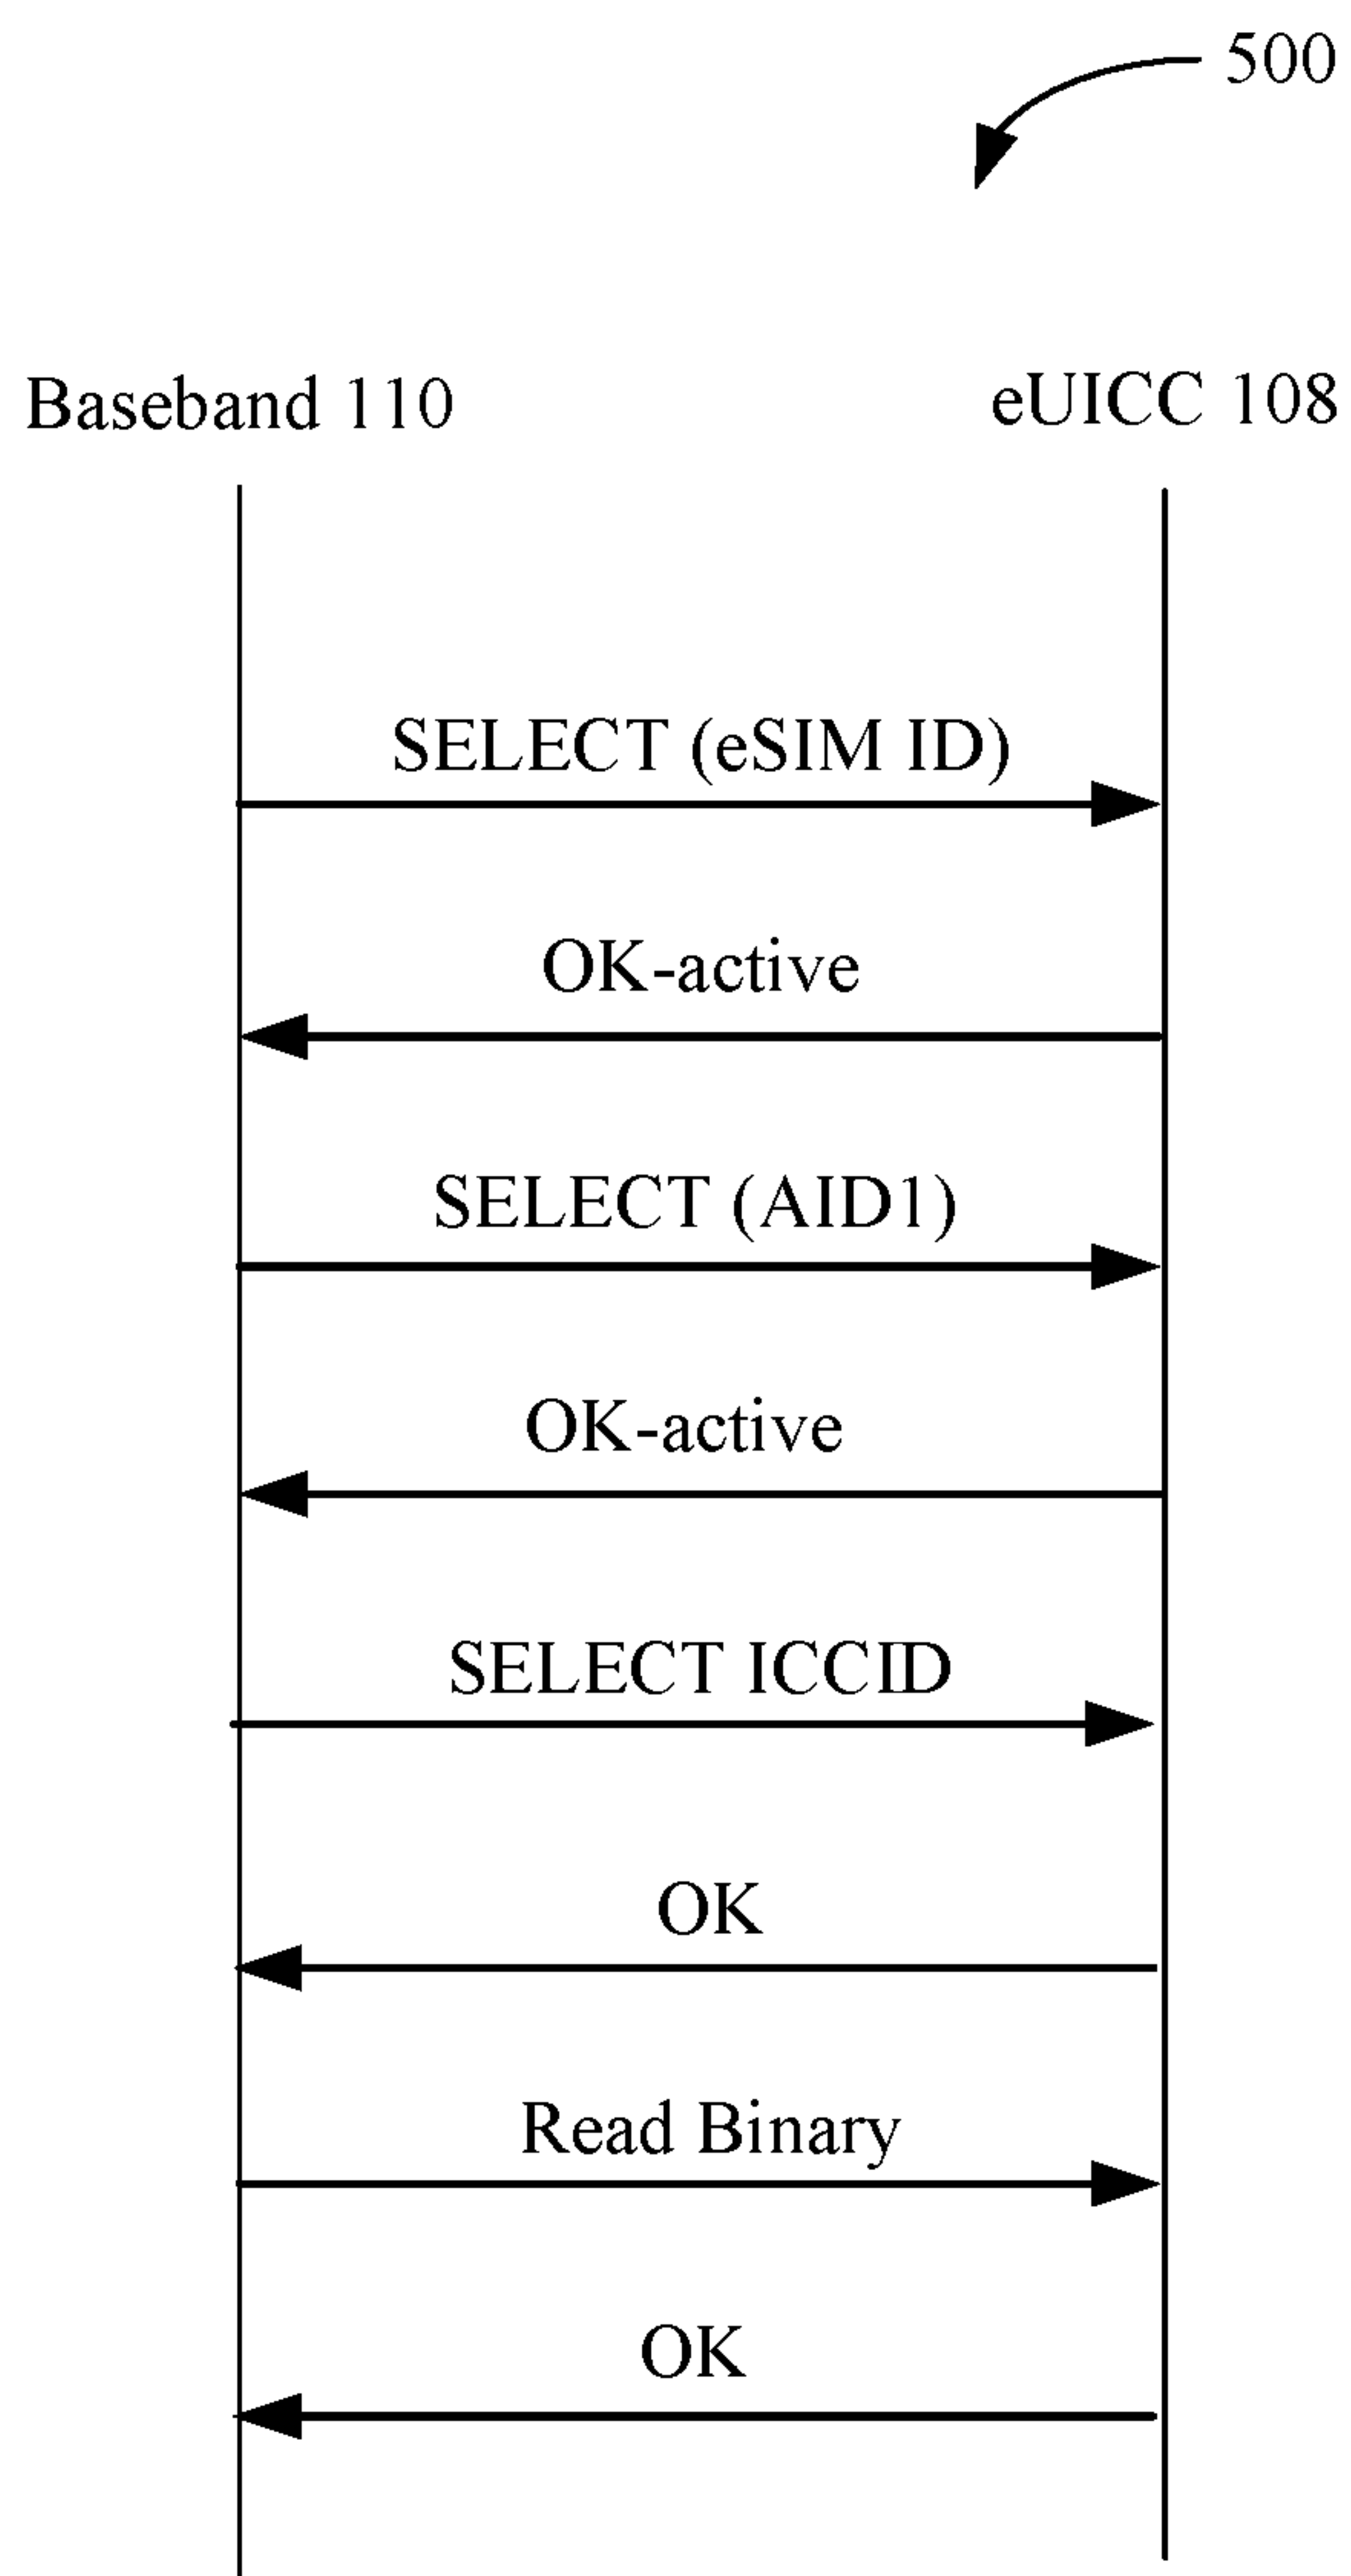 500
Baseband 110
eUICC 108
SELECT (eSIM ID)
OK-active
SELECT (AID1)
OK-active
SELECT ICCID
OK
Read Binary
OK